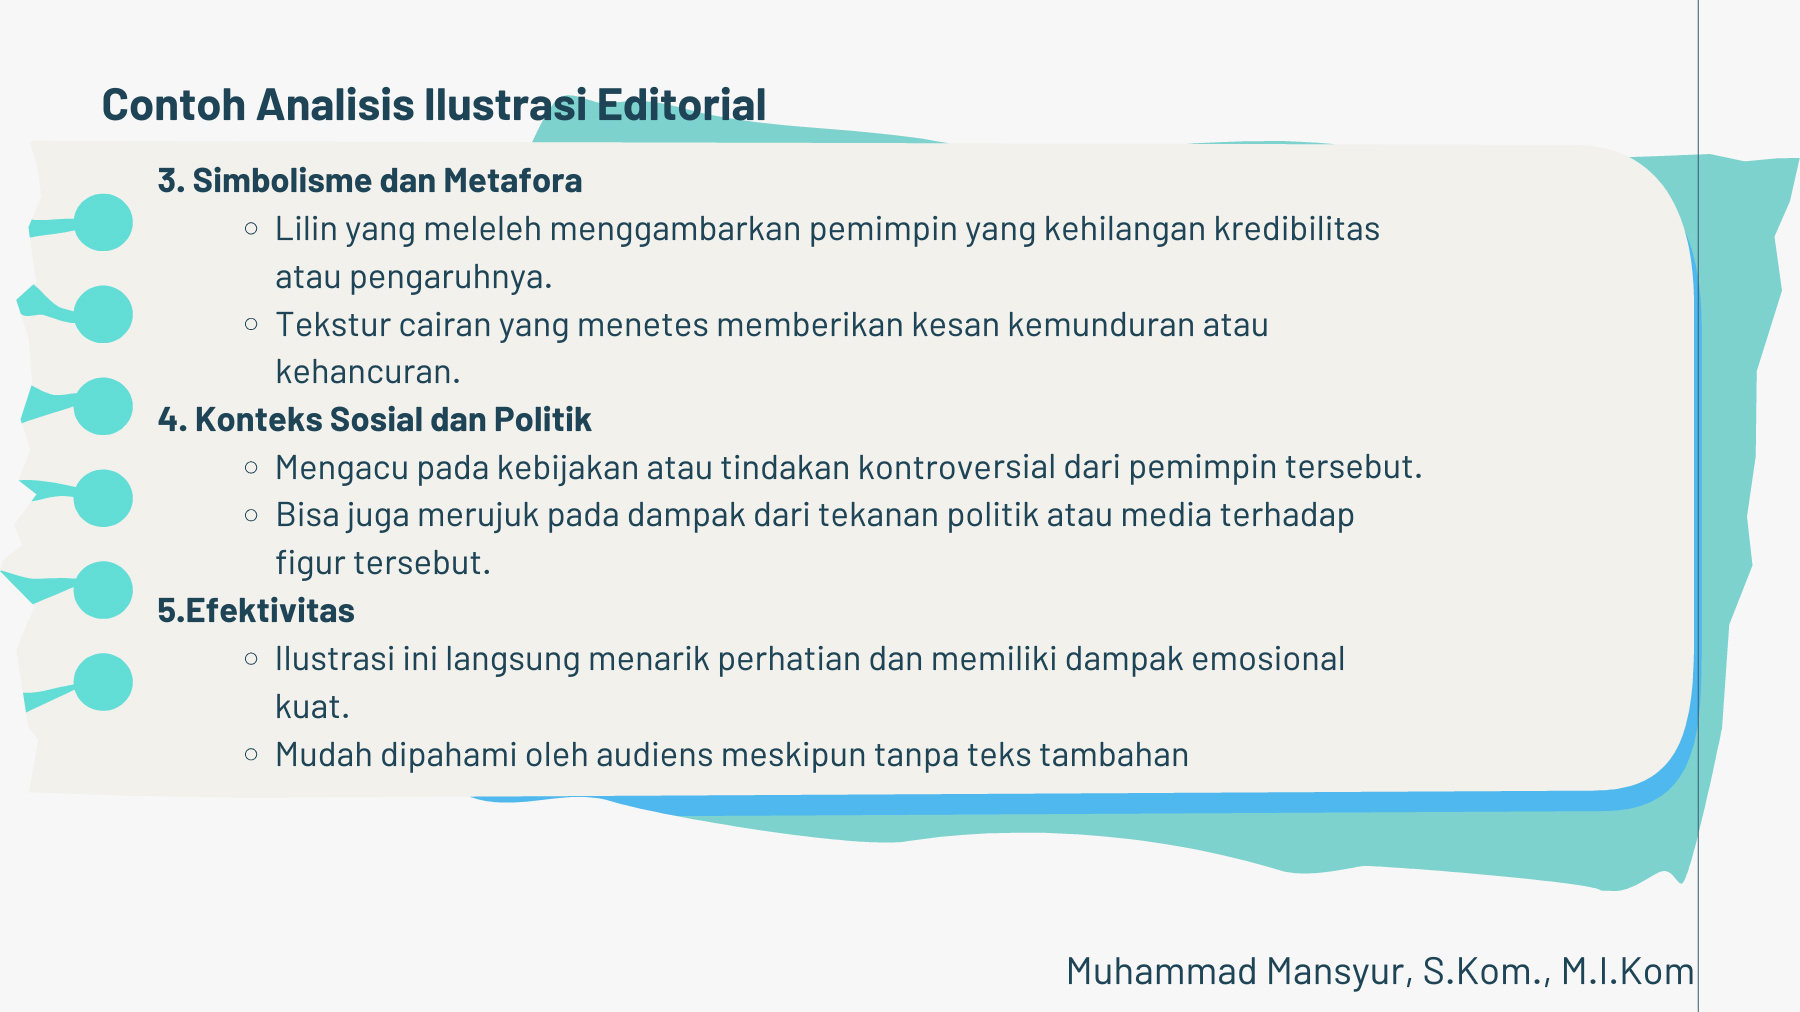 Contoh Analisis Ilustrasi Editorial
3. Simbolisme dan Metafora
○ Lilin yang meleleh menggambarkan pemimpin yang kehilangan kredibilitas
atau pengaruhnya.
○ Tekstur cairan yang menetes memberikan kesan kemunduran atau
kehancuran.
4. Konteks Sosial dan Politik
○ Mengacu pada kebijakan atau tindakan kontroversial dari pemimpin tersebut.
○ Bisa juga merujuk pada dampak dari tekanan politik atau media terhadap
figur tersebut.
5.Efektivitas
○ Ilustrasi ini langsung menarik perhatian dan memiliki dampak emosional
kuat.
○ Mudah dipahami oleh audiens meskipun tanpa teks tambahan
Muhammad Mansyur, S.Kom., M.I.Kom